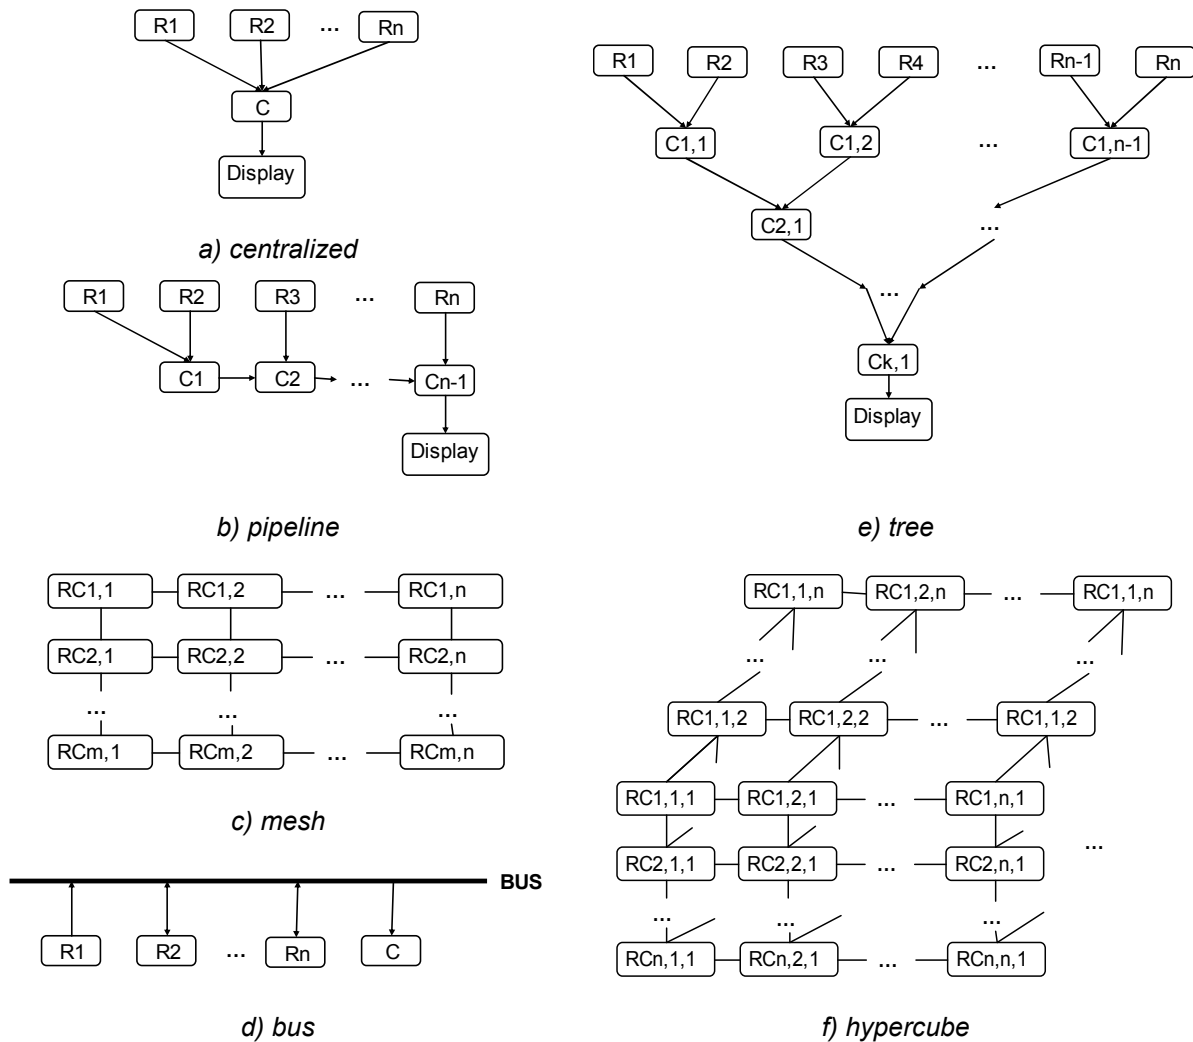 R1 R2 ... Rn
C
Display
a) centralized
R1 R2 R3 ... Rn
C1 C2 ... Cn-1
Display
b) pipeline
RC1,1 RC1,2 ... RC1,n
RC2,1 RC2,2 ... RC2,n
... ... ...
RCm,1 RCm,2 ... RCm,n
c) mesh
BUS
R1 R2 ... Rn C
d) bus
R1 R2 R3 R4 ... Rn-1 Rn
C1,1 C1,2 ... C1,n-1
C2,1 ...
...
Ck,1
Display
e) tree
RC1,1,n RC1,2,n ... RC1,1,n
... ... ...
RC1,1,2 RC1,2,2 ... RC1,1,2
RC1,1,1 RC1,2,1 ... RC1,n,1
RC2,1,1 RC2,2,1 ... RC2,n,1 ...
... ... ...
RCn,1,1 RCn,2,1 ... RCn,n,1
f) hypercube